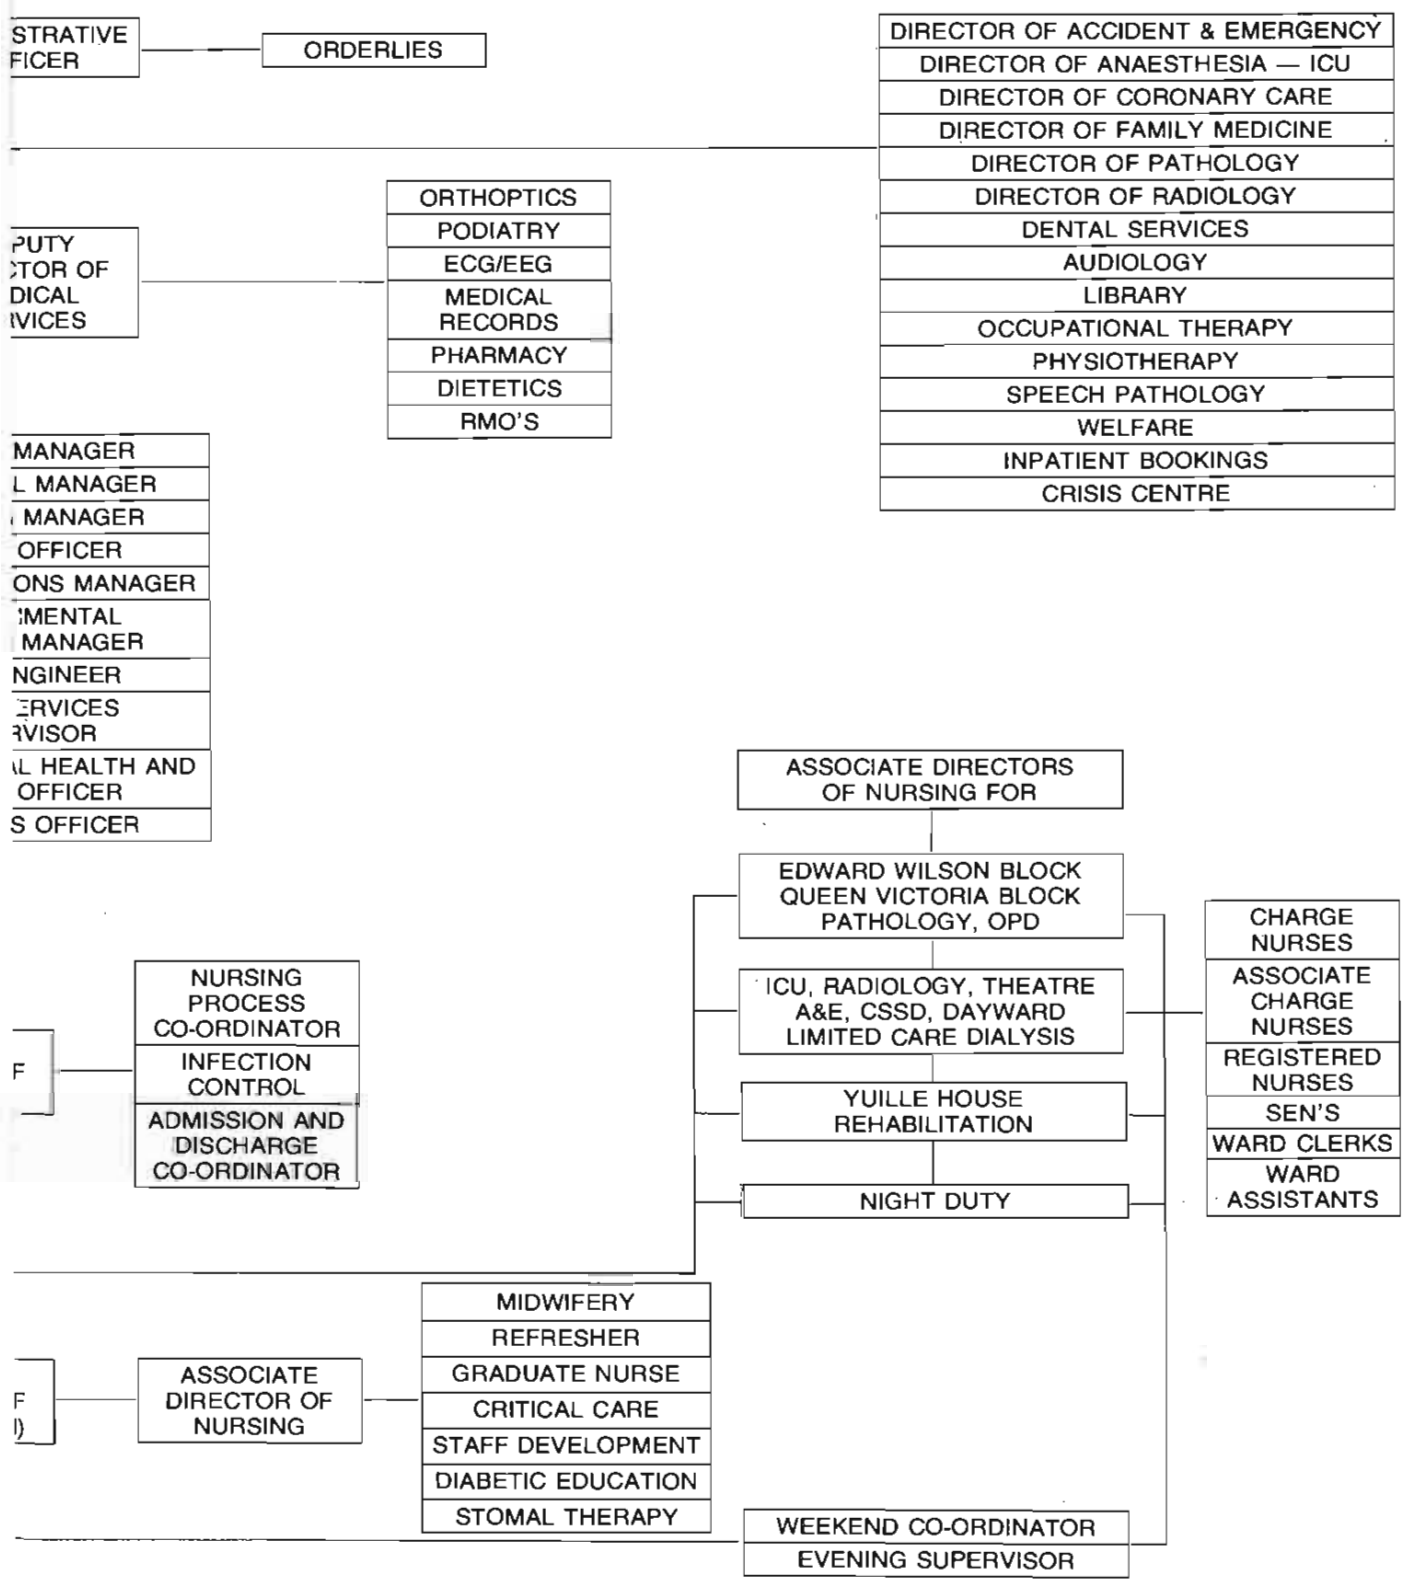 STRATIVE
FICER
ORDERLIES
DIRECTOR OF ACCIDENT & EMERGENCY
DIRECTOR OF ANAESTHESIA — ICU
DIRECTOR OF CORONARY CARE
DIRECTOR OF FAMILY MEDICINE
DIRECTOR OF PATHOLOGY
DIRECTOR OF RADIOLOGY
DENTAL SERVICES
AUDIOLOGY
LIBRARY
OCCUPATIONAL THERAPY
PHYSIOTHERAPY
SPEECH PATHOLOGY
WELFARE
INPATIENT BOOKINGS
CRISIS CENTRE
PUTY
CTOR OF
DICAL
RVICES
ORTHOPTICS
PODIATRY
ECG/EEG
MEDICAL
RECORDS
PHARMACY
DIETETICS
RMO'S
MANAGER
L MANAGER
MANAGER
OFFICER
ONS MANAGER
MENTAL
MANAGER
NGINEER
ERVICES
RVISOR
AL HEALTH AND
OFFICER
S OFFICER
ASSOCIATE DIRECTORS
OF NURSING FOR
EDWARD WILSON BLOCK
QUEEN VICTORIA BLOCK
PATHOLOGY, OPD
ICU, RADIOLOGY, THEATRE
A&E, CSSD, DAYWARD
LIMITED CARE DIALYSIS
YUILLE HOUSE
REHABILITATION
NIGHT DUTY
CHARGE
NURSES
ASSOCIATE
CHARGE
NURSES
REGISTERED
NURSES
SEN'S
WARD CLERKS
WARD
ASSISTANTS
F
NURSING
PROCESS
CO-ORDINATOR
INFECTION
CONTROL
ADMISSION AND
DISCHARGE
CO-ORDINATOR
F
)
ASSOCIATE
DIRECTOR OF
NURSING
MIDWIFERY
REFRESHER
GRADUATE NURSE
CRITICAL CARE
STAFF DEVELOPMENT
DIABETIC EDUCATION
STOMAL THERAPY
WEEKEND CO-ORDINATOR
EVENING SUPERVISOR